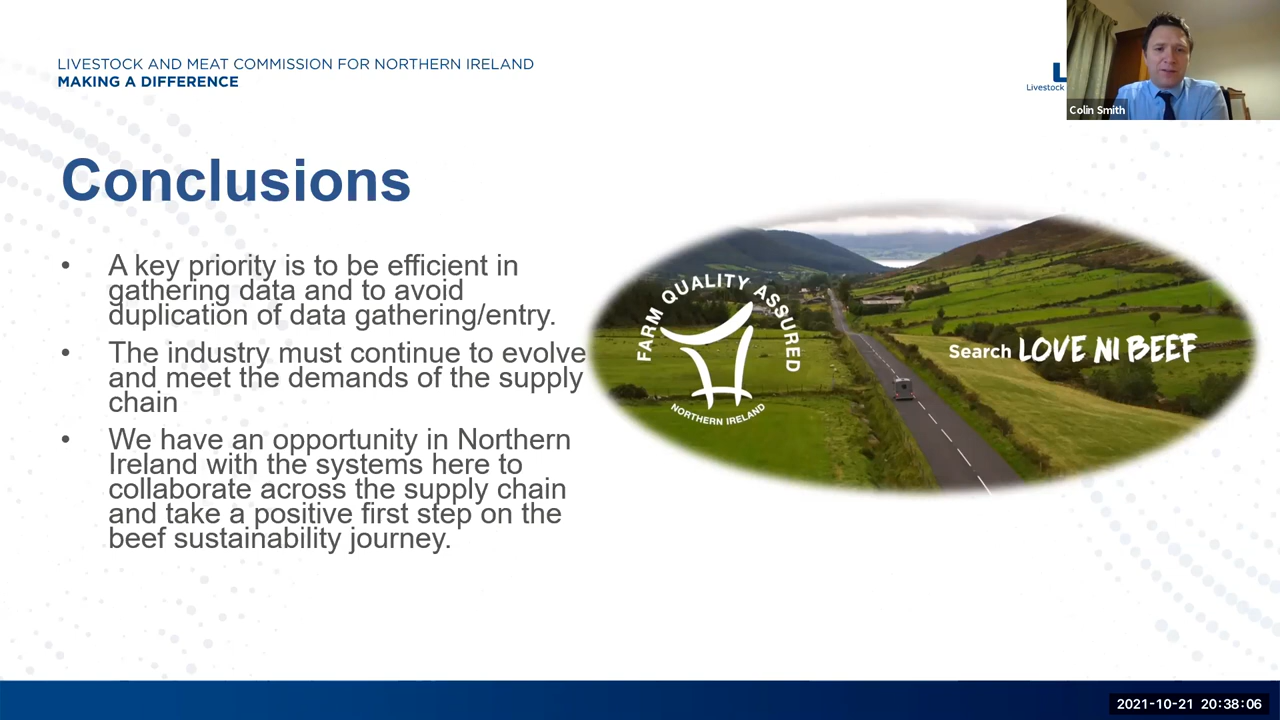 LIVESTOCK AND MEAT COMMISSION FOR NORTHERN IRELAND
MAKING A DIFFERENCE
Livestock
Colin Smith
Conclusions
• A key priority is to be efficient in
gathering data and to avoid
duplication of data gathering/entry.
• The industry must continue to evolve
and meet the demands of the supply
chain
• We have an opportunity in Northern
Ireland with the systems here to
collaborate across the supply chain
and take a positive first step on the
beef sustainability journey.
FARM QUALITY ASSURED
NORTHERN IRELAND
Search LOVE NI BEEF
2021-10-21 20:38:06